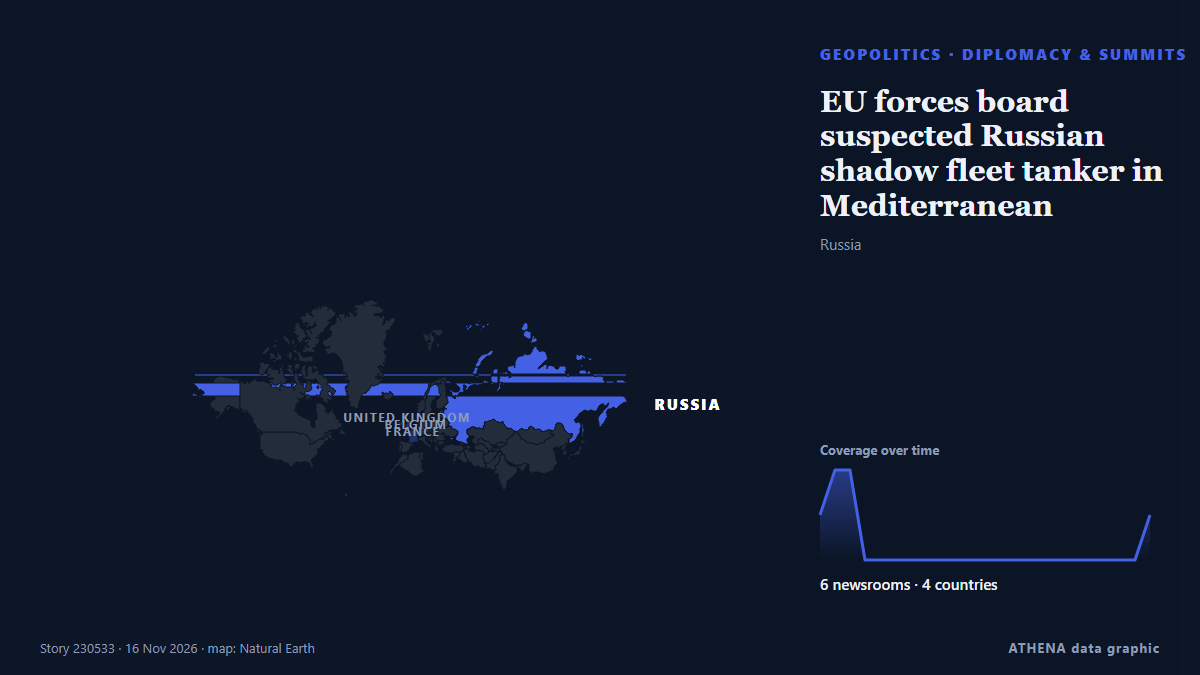 GEOPOLITICS · DIPLOMACY & SUMMITS
EU forces board
suspected Russian
shadow fleet tanker in
Mediterranean
Russia
RUSSIA
UNITED KINGDOM
BELGIUM
FRANCE
Coverage over time
6 newsrooms · 4 countries
Story 230533 · 16 Nov 2026 · map: Natural Earth
ATHENA data graphic